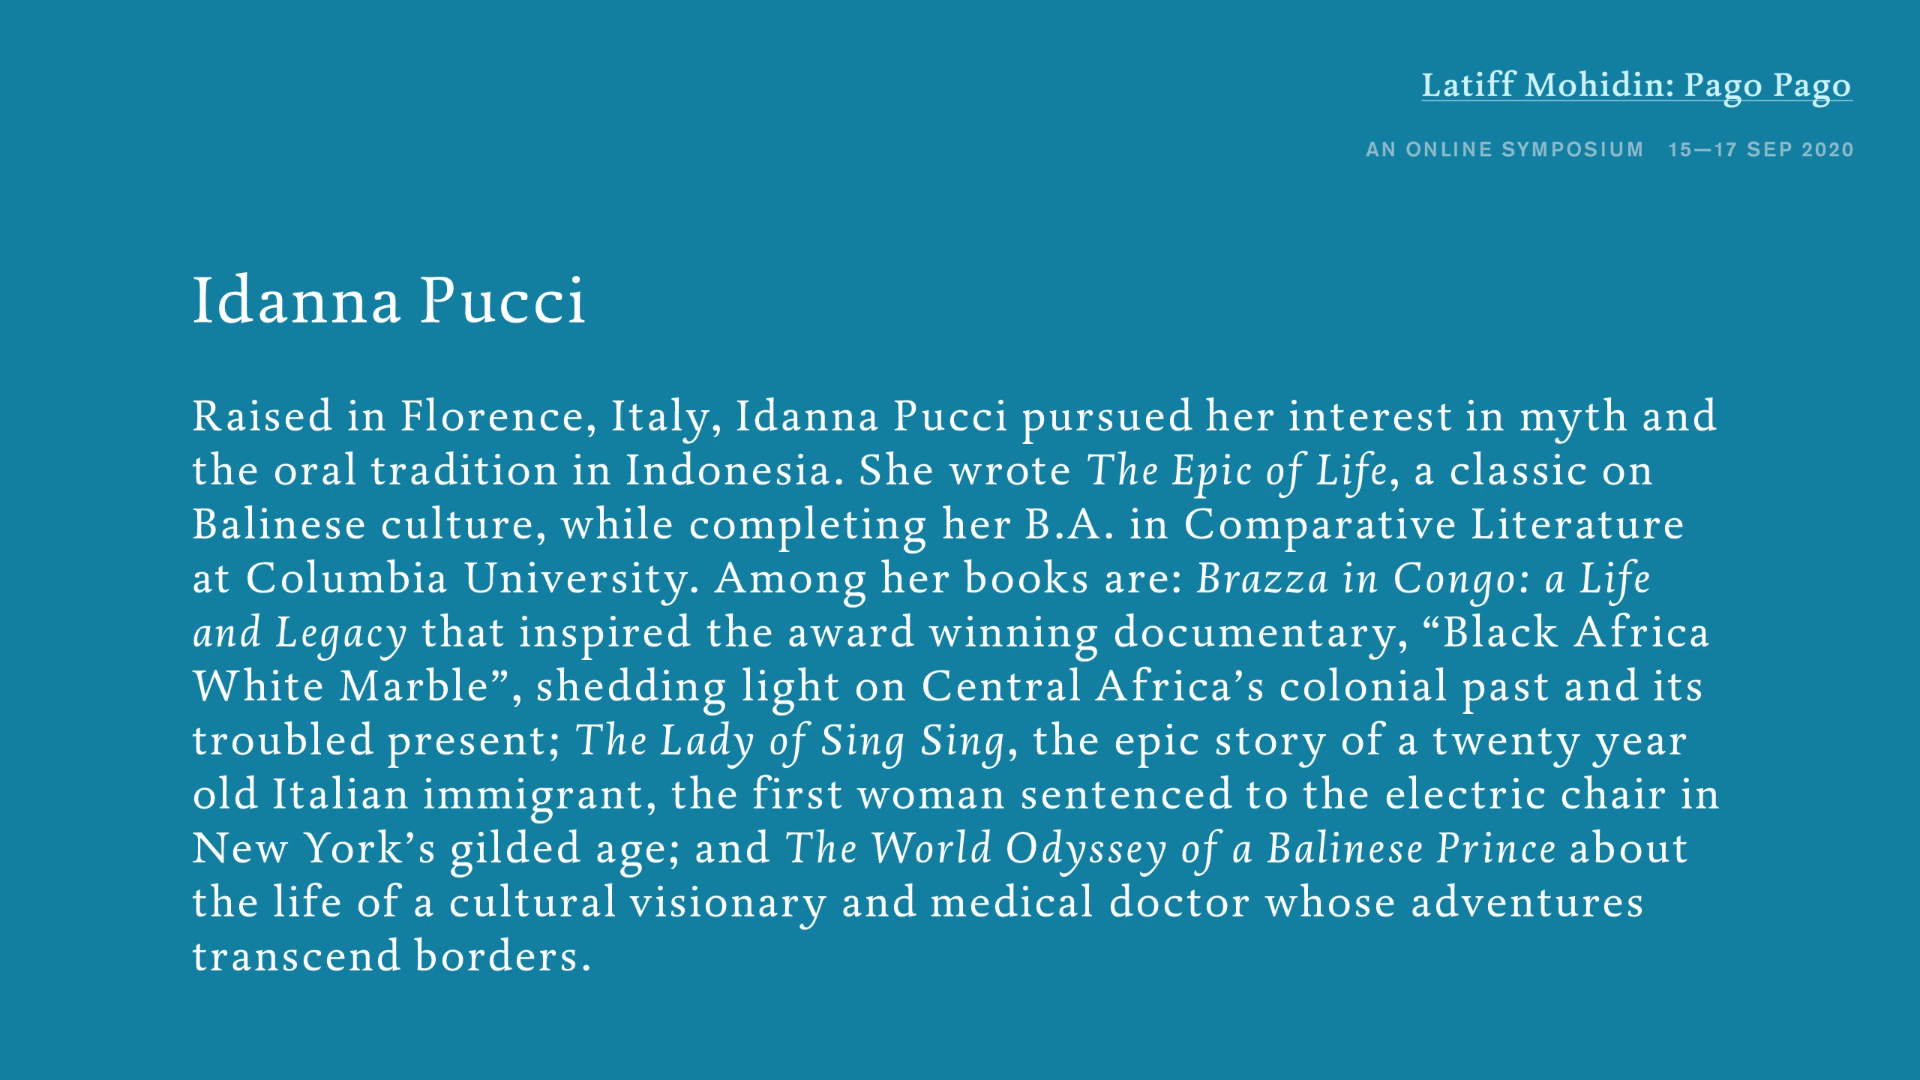 Latiff Mohidin: Pago Pago
AN ONLINE SYMPOSIUM 15—17 SEP 2020
Idanna Pucci
Raised in Florence, Italy, Idanna Pucci pursued her interest in myth and
the oral tradition in Indonesia. She wrote The Epic of Life, a classic on
Balinese culture, while completing her B.A. in Comparative Literature
at Columbia University. Among her books are: Brazza in Congo: a Life
and Legacy that inspired the award winning documentary, “Black Africa
White Marble”, shedding light on Central Africa’s colonial past and its
troubled present; The Lady of Sing Sing, the epic story of a twenty year
old Italian immigrant, the first woman sentenced to the electric chair in
New York’s gilded age; and The World Odyssey of a Balinese Prince about
the life of a cultural visionary and medical doctor whose adventures
transcend borders.